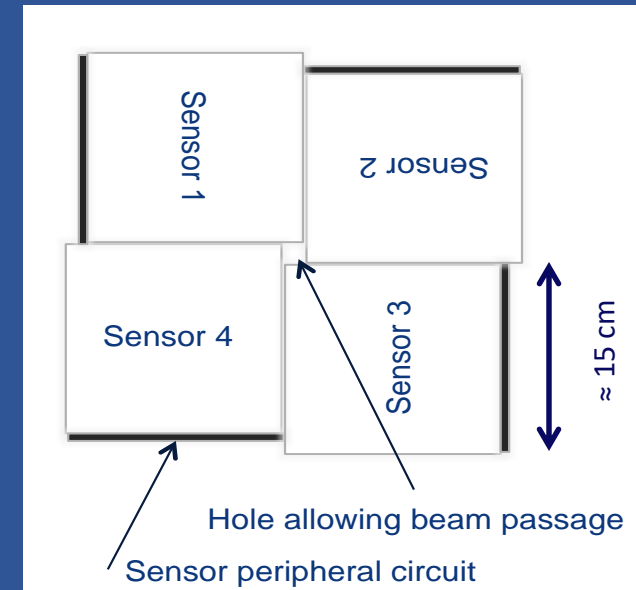 Sensor 1
Sensor 2
Sensor 4
Sensor 3
≈ 15 cm
Hole allowing beam passage
Sensor peripheral circuit